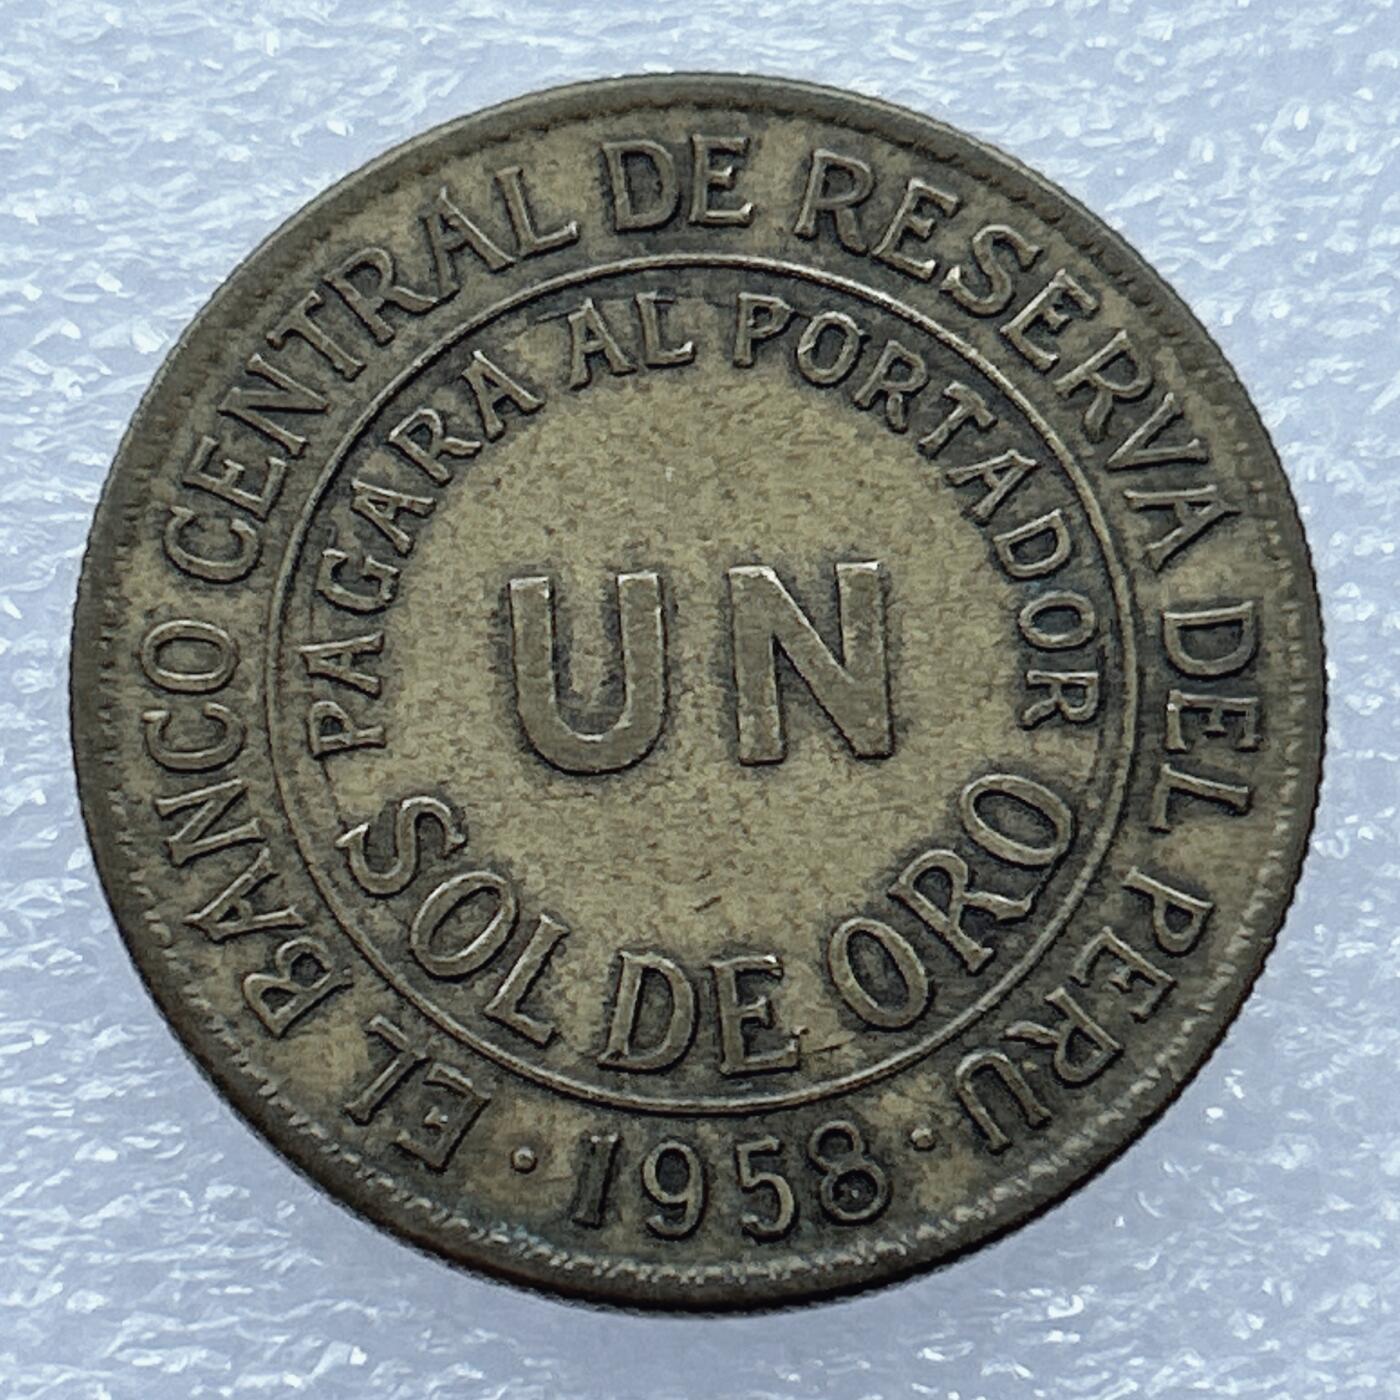 EL BANCO CENTRAL DE RESERVA DEL PERU
PAGARA AL PORTADOR
UN
SOL DE ORO
· 1958 ·